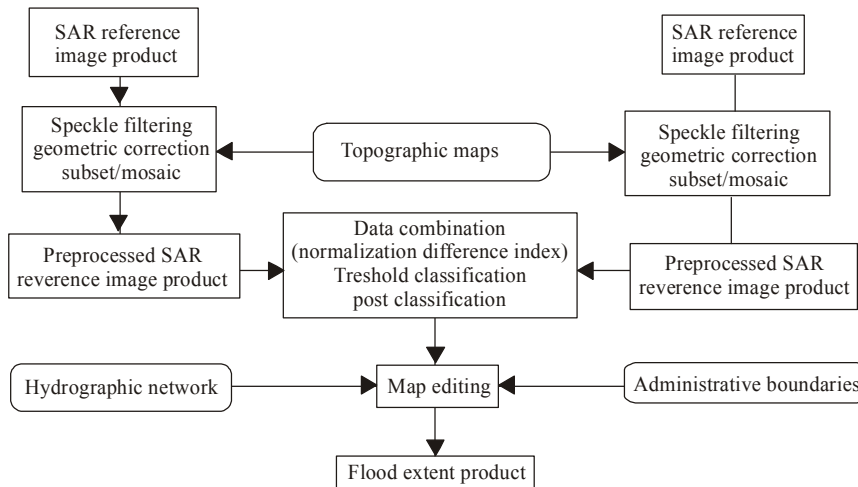 SAR reference
image product
SAR reference
image product
Speckle filtering
geometric correction
subset/mosaic
Topographic maps
Speckle filtering
geometric correction
subset/mosaic
Preprocessed SAR
reverence image product
Data combination
(normalization difference index)
Treshold classification
post classification
Preprocessed SAR
reverence image product
Hydrographic network
Map editing
Administrative boundaries
Flood extent product